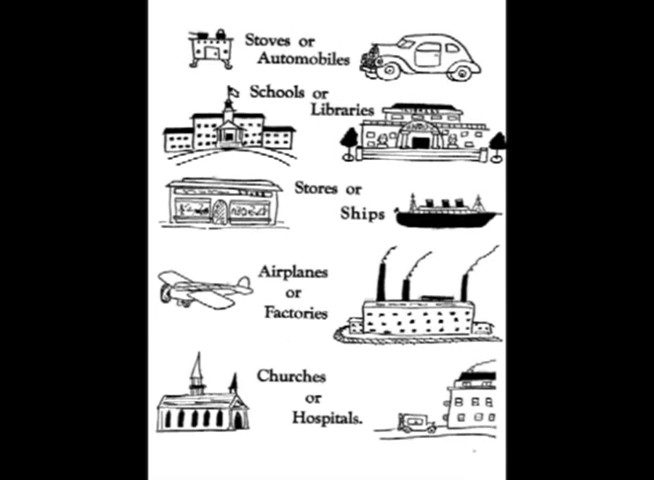 Stoves or
Automobiles
Schools or
Libraries
Stores or
Ships
Airplanes
or
Factories
Churches
or
Hospitals.